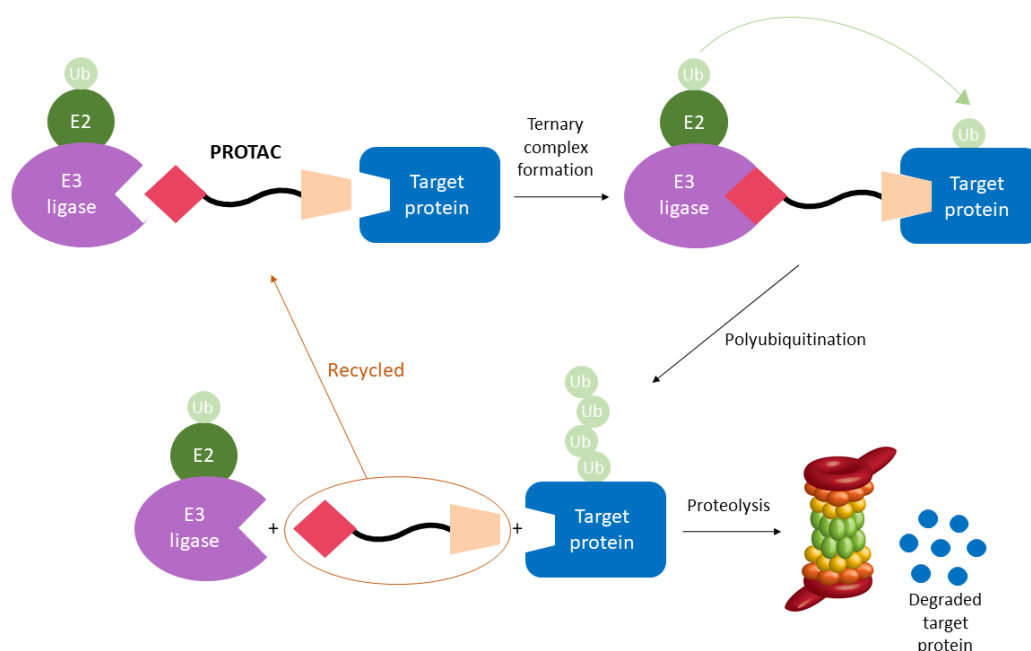 Ub
E2
E3
ligase
PROTAC
Target
protein
Ternary
complex
formation
Ub
E2
E3
ligase
Ub
Target
protein
Polyubiquitination
Recycled
Ub
E2
E3
ligase
+
+
Ub
Ub
Ub
Ub
Target
protein
Proteolysis
Degraded
target
protein